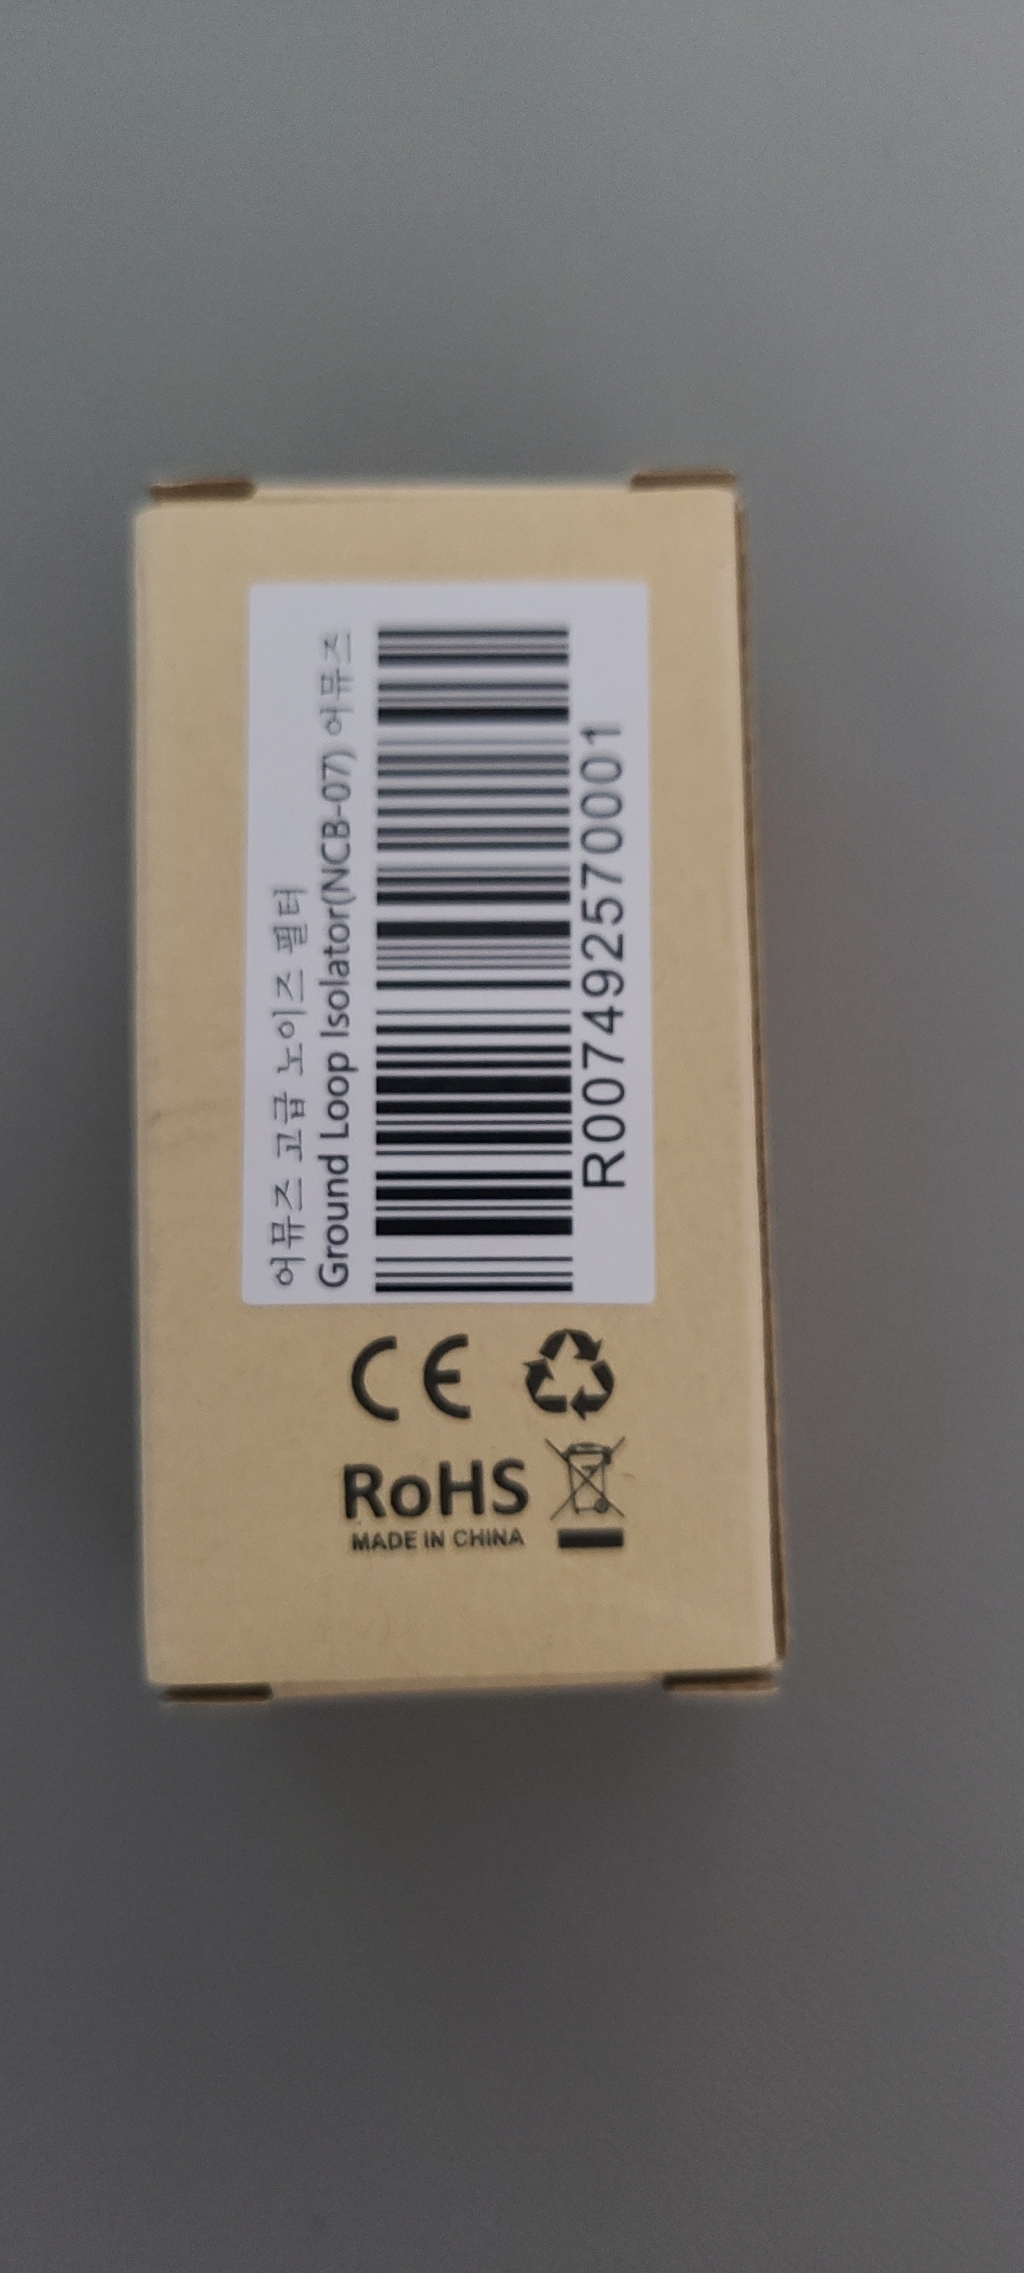 어뮤즈 고급 노이즈 필터
Ground Loop Isolator(NCB-07) 어뮤즈
R007492570001
CE
RoHS
MADE IN CHINA